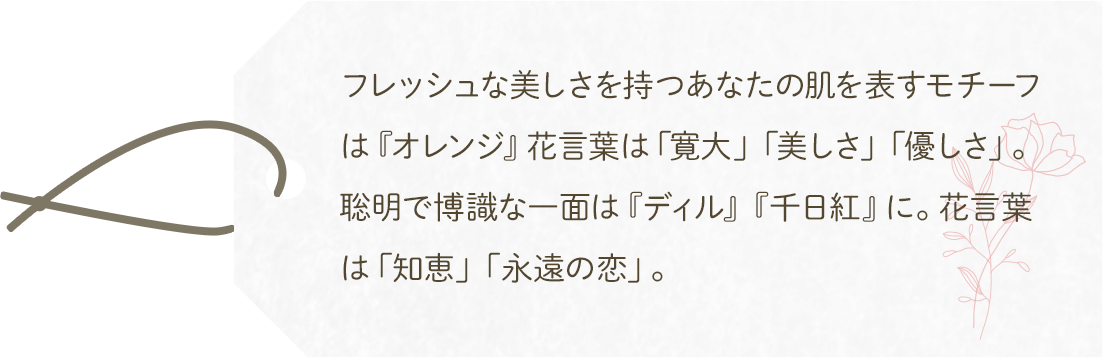 フレッシュな美しさを持つあなたの肌を表すモチーフ
は『オレンジ』花言葉は「寛大」「美しさ」「優しさ」。
聡明で博識な一面は『ディル』『千日紅』に。花言葉
は「知恵」「永遠の恋」。